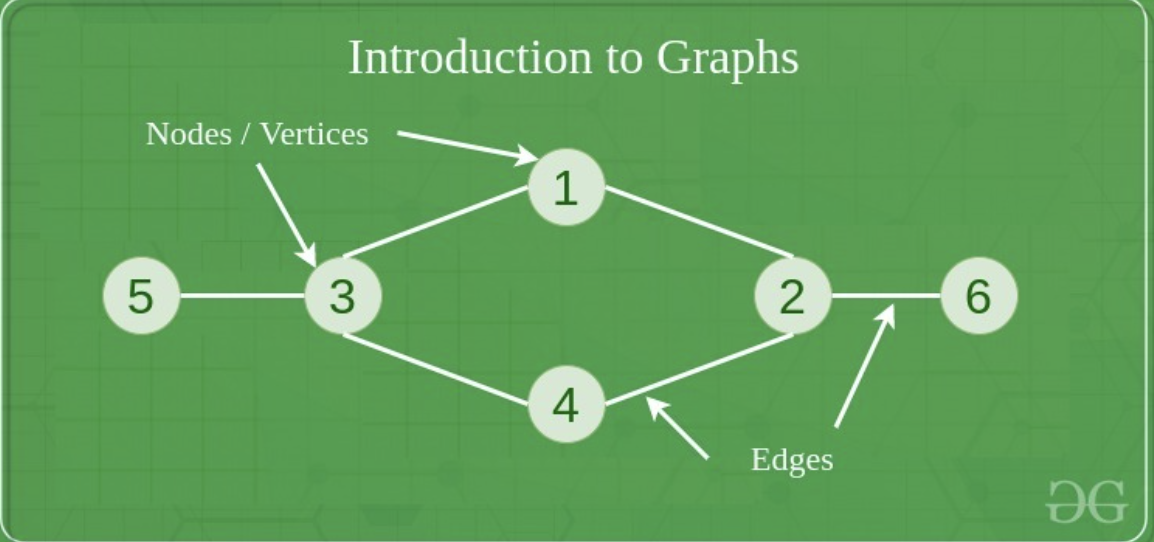 Introduction to Graphs
Nodes / Vertices
1
5
3
2
6
4
Edges